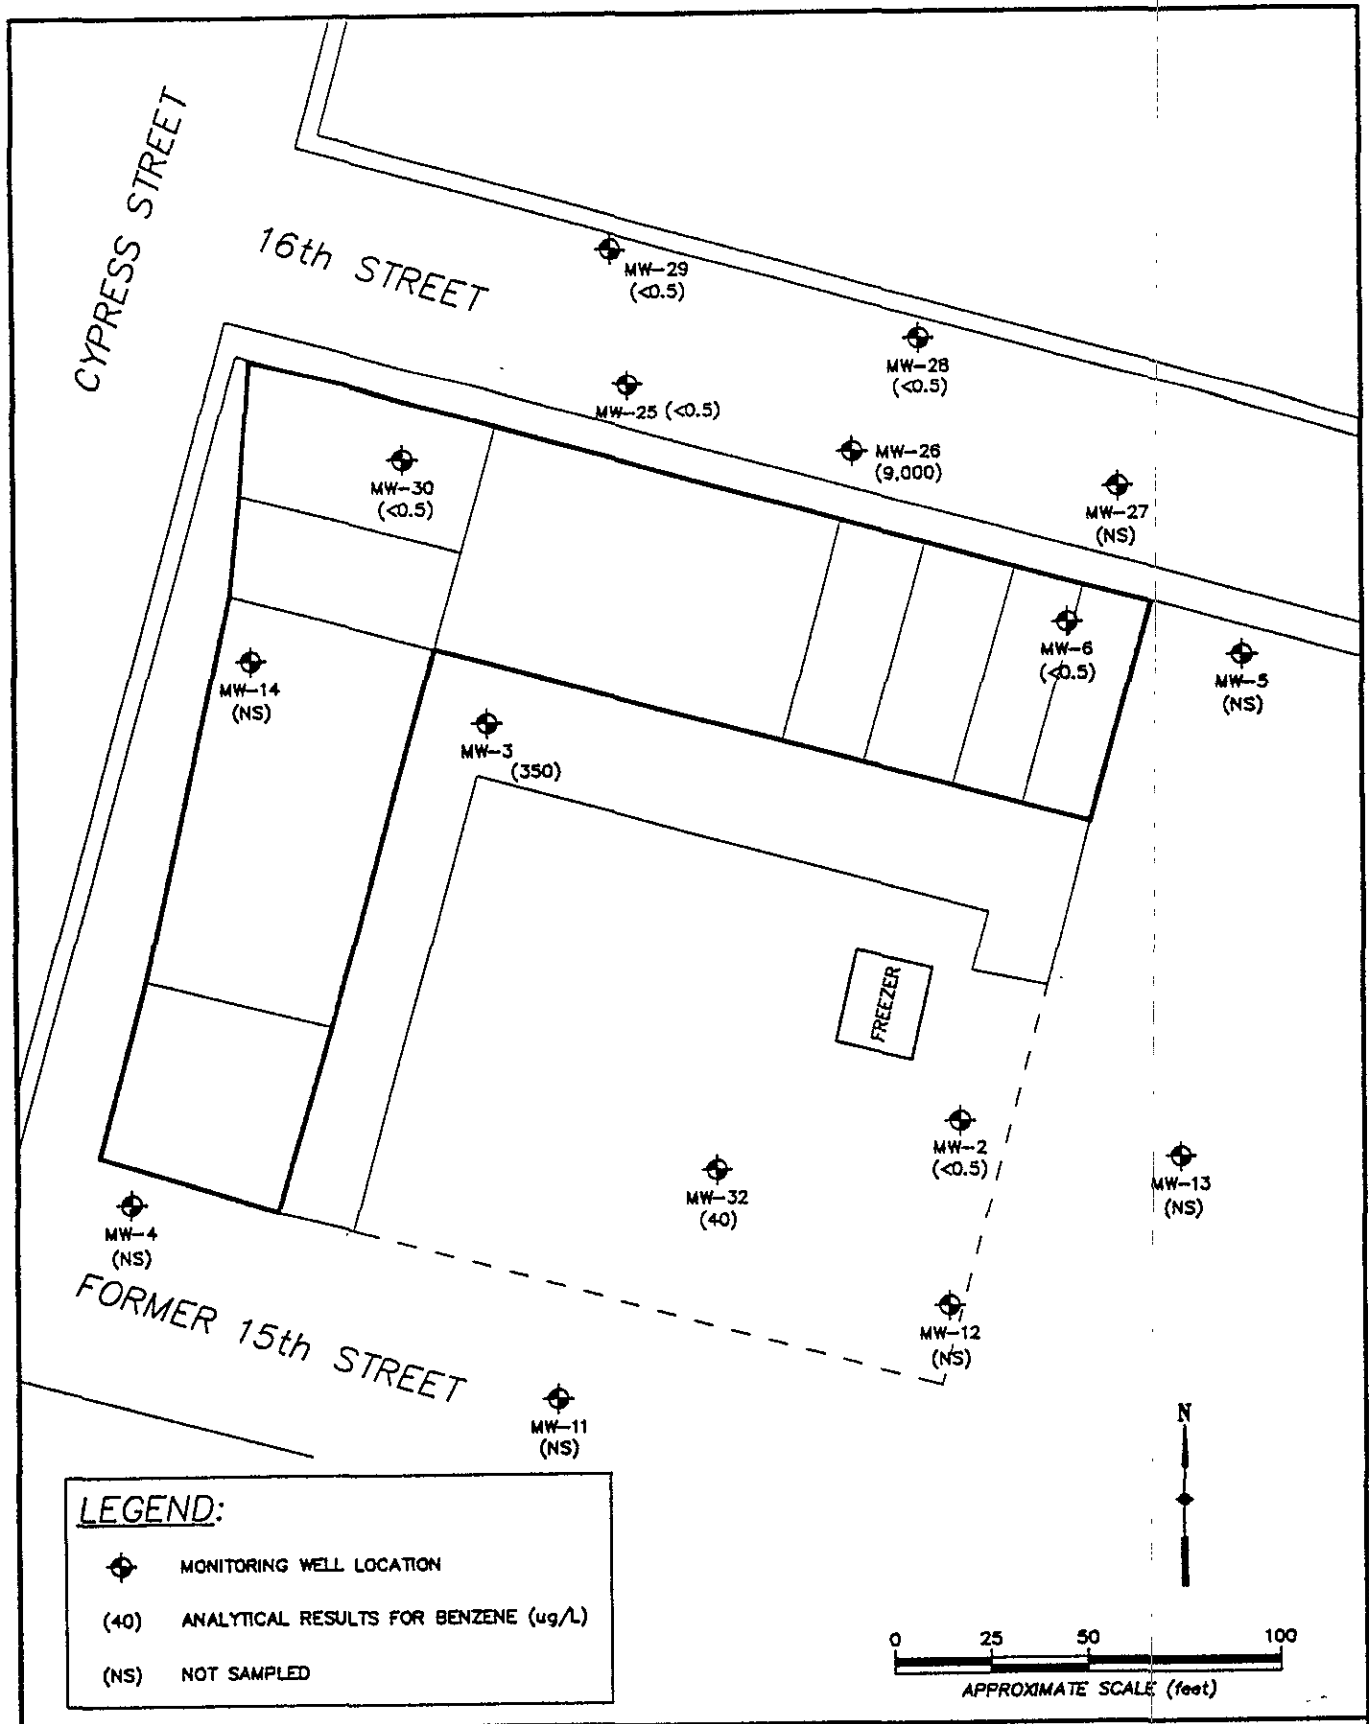 CYPRESS STREET
16th STREET
MW-29
(<0.5)
MW-28
(<0.5)
MW-25 (<0.5)
MW-26
(9,000)
MW-30
(<0.5)
MW-27
(NS)
MW-6
(<0.5)
MW-5
(NS)
MW-14
(NS)
MW-3
(350)
FREEZER
MW-2
(<0.5)
MW-13
(NS)
MW-32
(40)
MW-4
(NS)
FORMER 15th STREET
MW-12
(NS)
MW-11
(NS)
N
LEGEND:
MONITORING WELL LOCATION
(40) ANALYTICAL RESULTS FOR BENZENE (ug/L)
(NS) NOT SAMPLED
0 25 50 100
APPROXIMATE SCALE (feet)